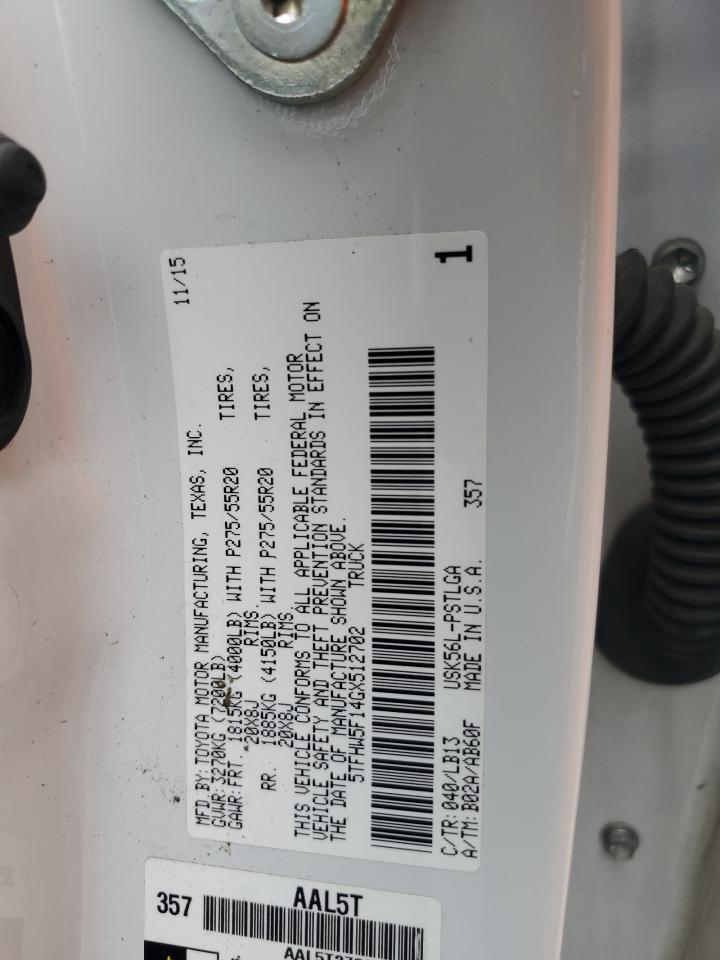 MFD.BY:TOYOTA MOTOR MANUFACTURING, TEXAS, INC. 11/15
GVWR:3270KG (7200LB)
GAWR:FRT. 1815KG (4000LB) WITH P275/55R20 TIRES,
20X8J RIMS,
RR. 1885KG (4150LB) WITH P275/55R20 TIRES,
20X8J RIMS,
THIS VEHICLE CONFORMS TO ALL APPLICABLE FEDERAL MOTOR
VEHICLE SAFETY AND THEFT PREVENTION STANDARDS IN EFFECT ON
THE DATE OF MANUFACTURE SHOWN ABOVE.
5TFHW5F14GX512702 TRUCK
C/TR:040/LB13 USK56L-PSTLGA
A/TM:B02A/AB60F MADE IN U.S.A. 357
1
357 AAL5T